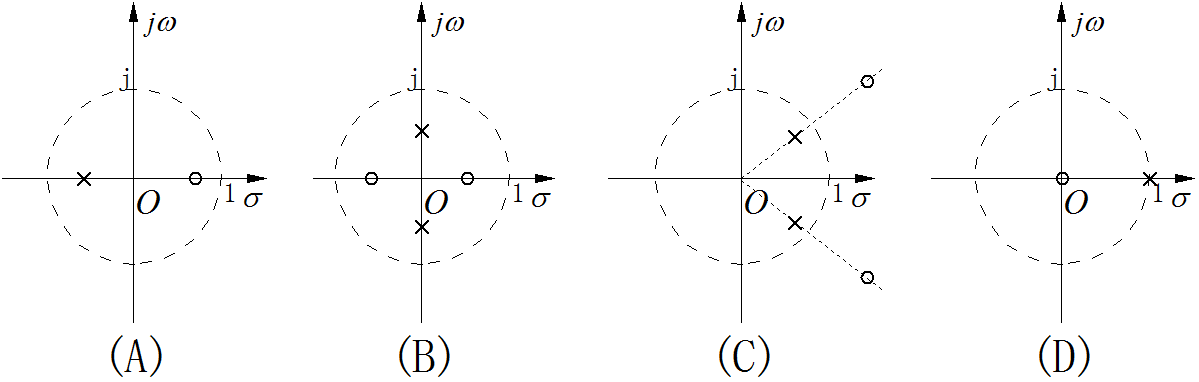 jω jω jω jω
j j j j
O 1 σ O 1 σ O 1 σ O 1 σ
(A) (B) (C) (D)